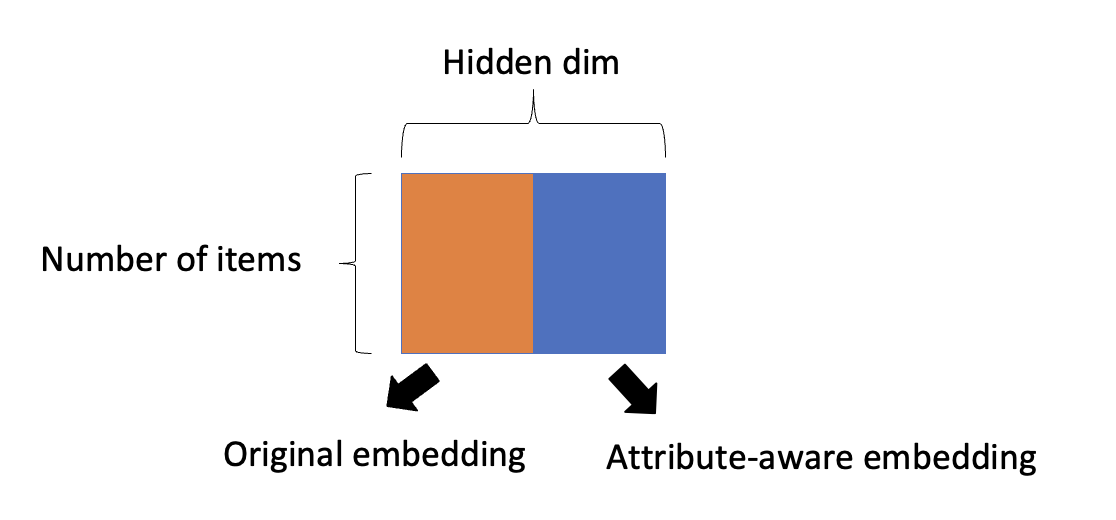 Hidden dim
Number of items
Original embedding
Attribute-aware embedding